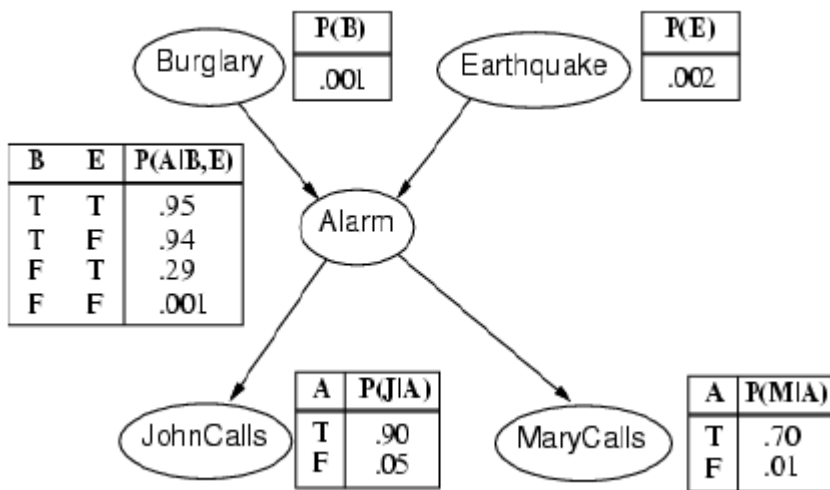 Burglary
P(B)
.001
Earthquake
P(E)
.002
B E P(A|B,E)
T T .95
T F .94
F T .29
F F .001
Alarm
JohnCalls
A P(J|A)
T .90
F .05
MaryCalls
A P(M|A)
T .70
F .01